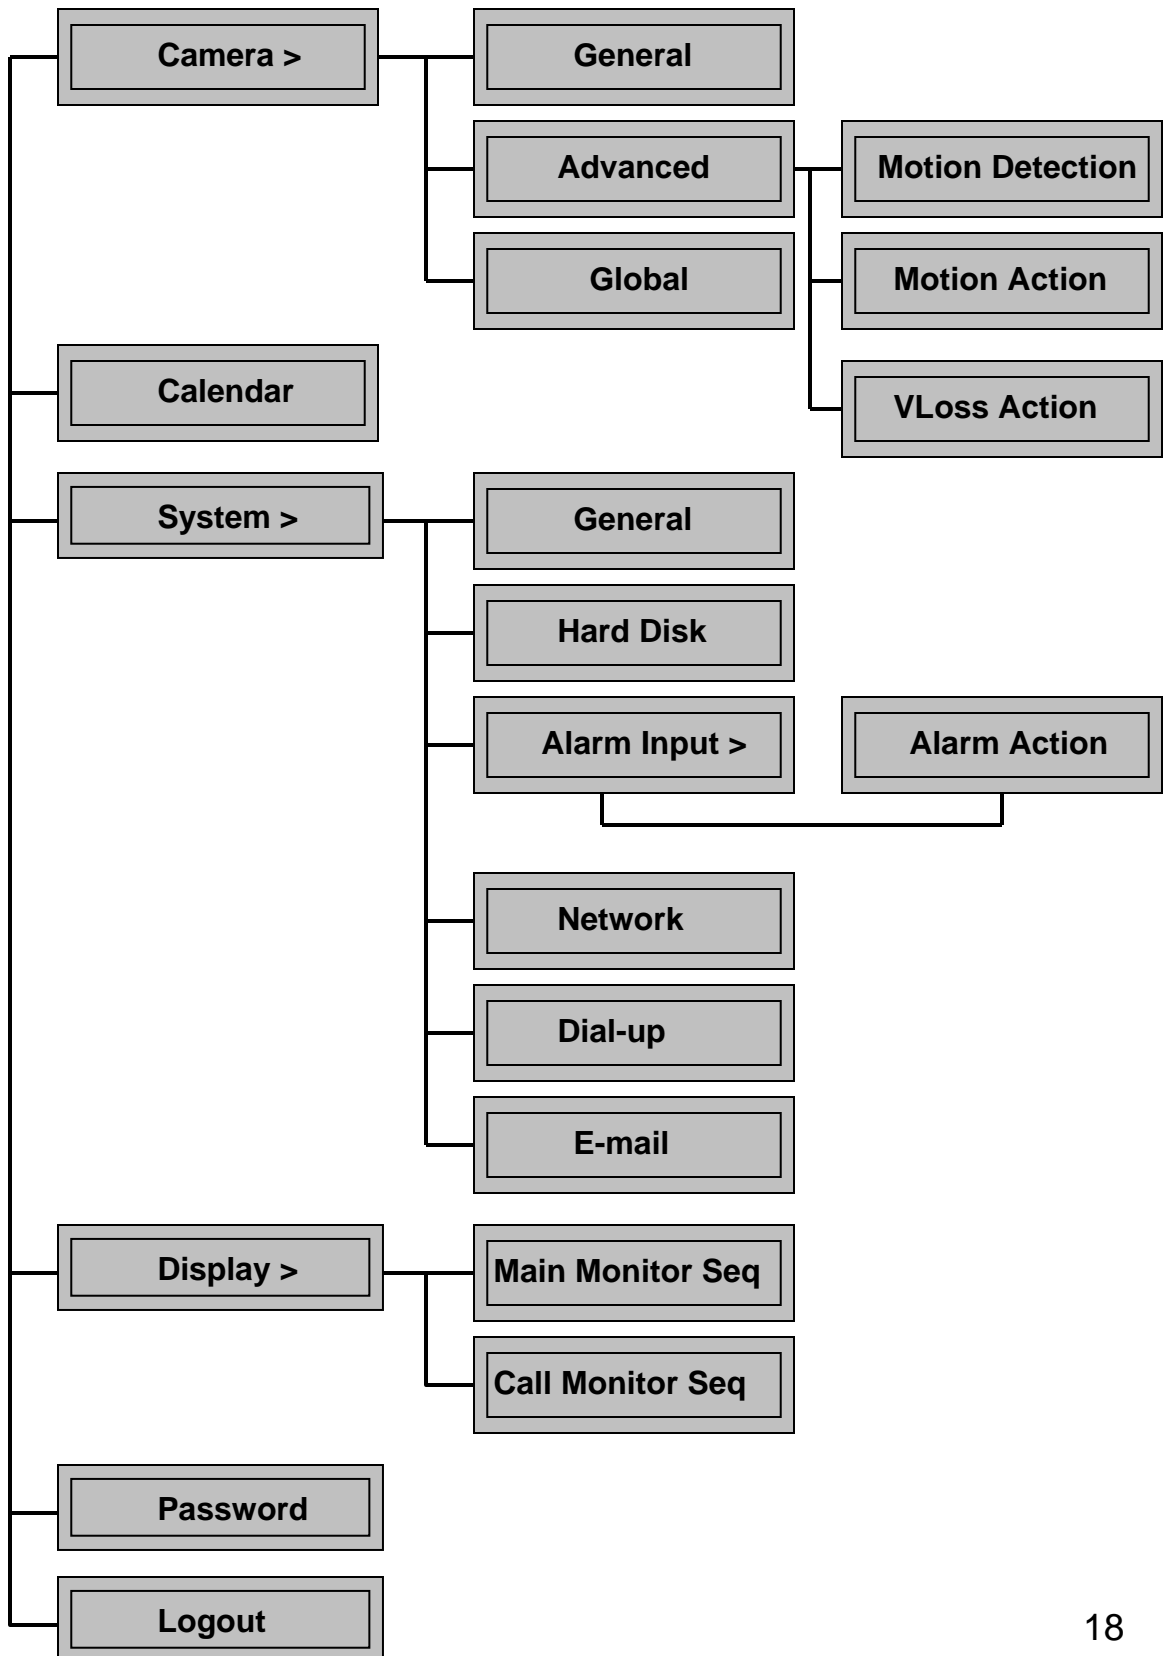 Camera > General
Advanced Motion Detection
Global Motion Action
Calendar VLoss Action
System > General
Hard Disk
Alarm Input > Alarm Action
Network
Dial-up
E-mail
Display > Main Monitor Seq
Call Monitor Seq
Password
Logout
18